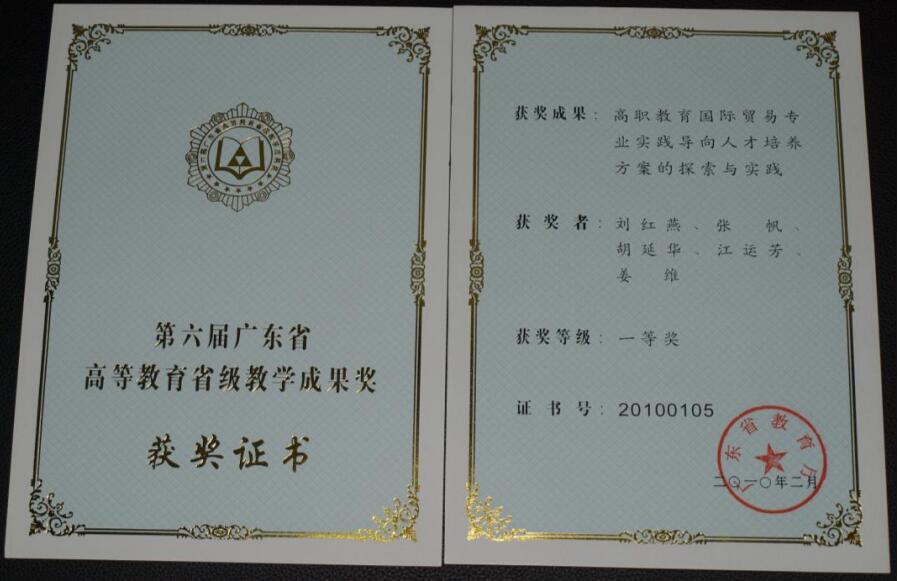 第六届广东省
高等教育省级教学成果奖
获奖证书
获奖成果：高职教育国际贸易专
业实践导向人才培养
方案的探索与实践
获奖者：刘红燕、张帆、
胡延华、江运芳、
姜维
获奖等级：一等奖
证书号：20100105
广东省教育厅
二〇一〇年二月